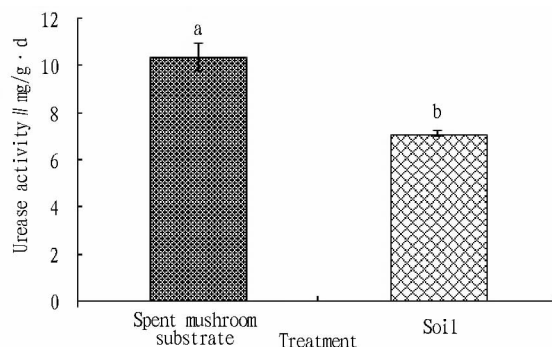 Urease activity∥mg/g·d
12
10
8
6
4
2
0
a
b
Spent mushroom
substrate
Soil
Treatment